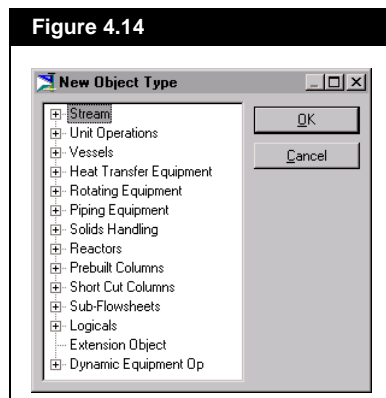 Figure 4.14
New Object Type
Stream
Unit Operations
Vessels
Heat Transfer Equipment
Rotating Equipment
Piping Equipment
Solids Handling
Reactors
Prebuilt Columns
Short Cut Columns
Sub-Flowsheets
Logicals
Extension Object
Dynamic Equipment Op
OK
Cancel